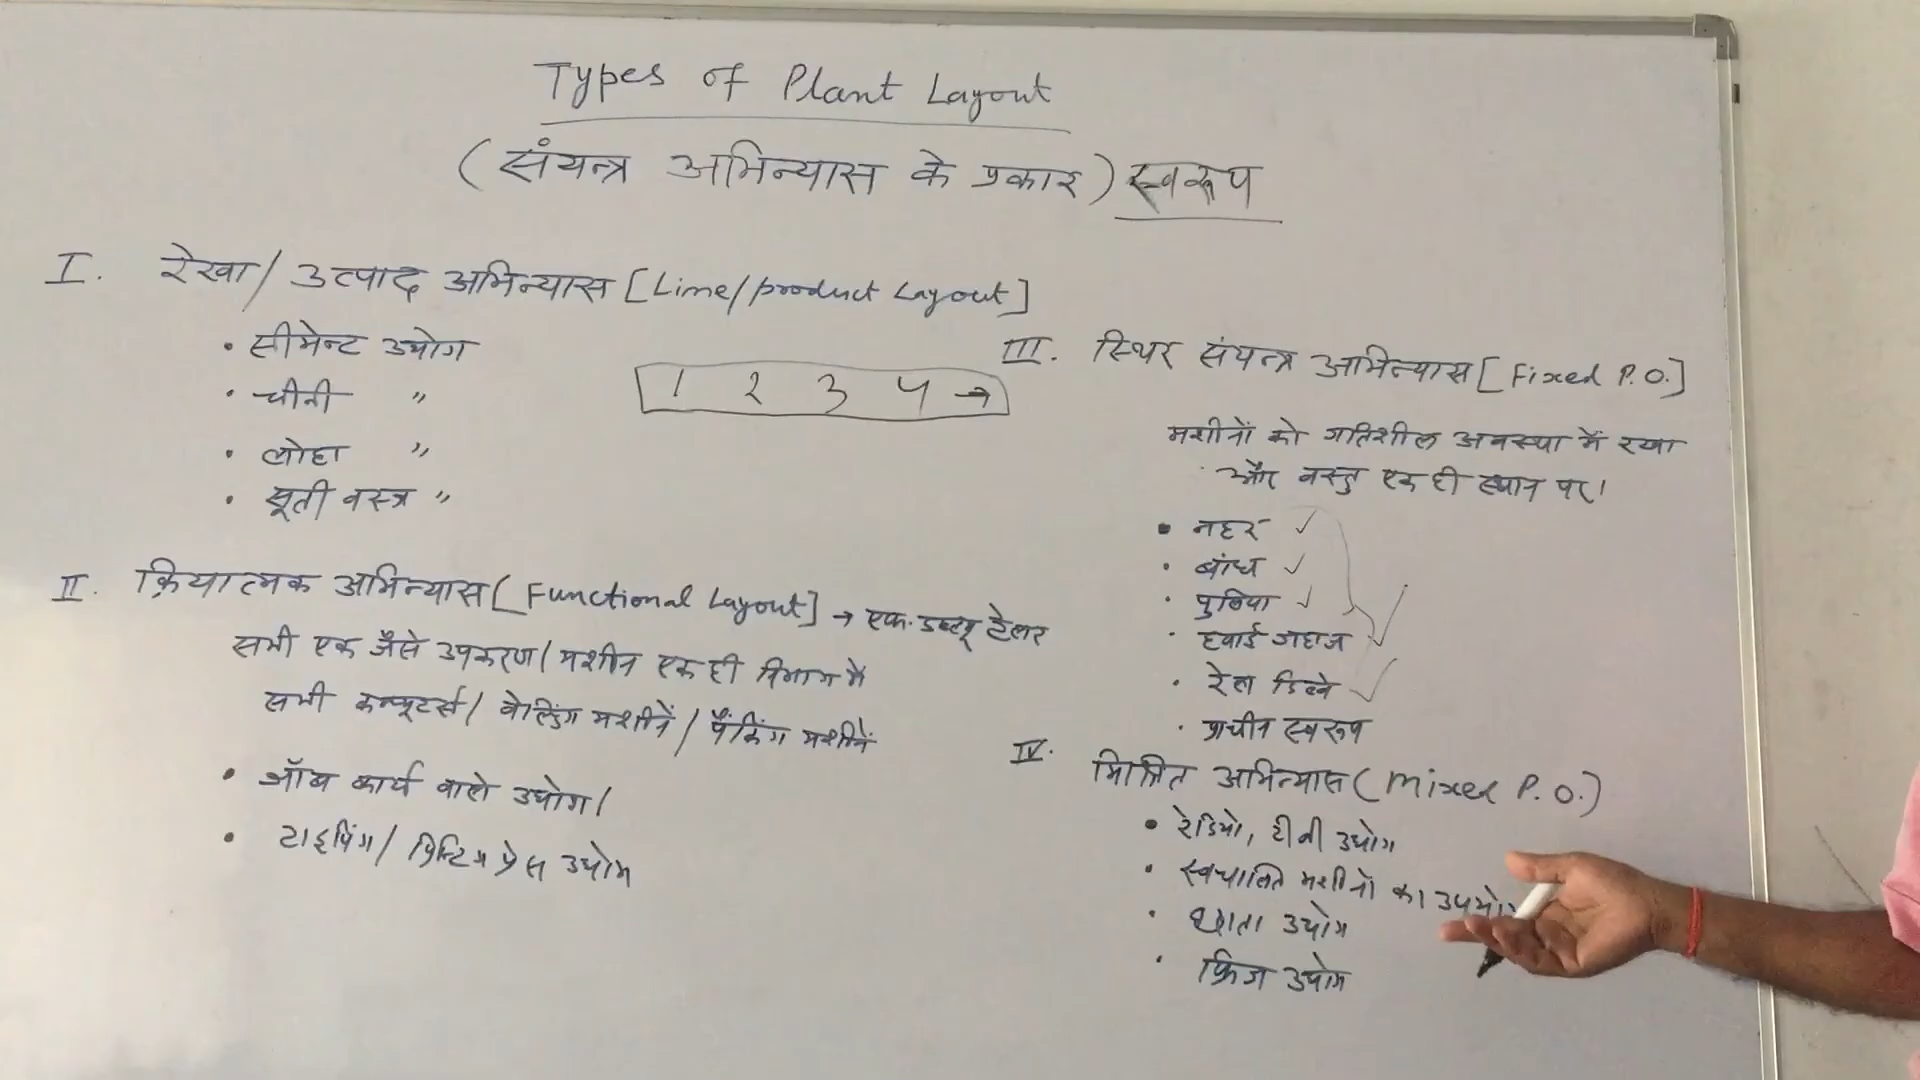 Types of Plant Layout
(संयन्त्र अभिन्यास के प्रकार) स्वरूप
I. रेखा/उत्पाद अभिन्यास [Line/product Layout]
• सीमेन्ट उद्योग
• चीनी "
• लोहा "
• सूती वस्त्र "
1 2 3 4 →
II. क्रियात्मक अभिन्यास [Functional Layout] → एफ. डब्ल्यू टेलर
सभी एक जैसे उपकरण/मशीन एक ही विभाग में
सभी कम्प्यूटर्स/वेल्डिंग मशीनें/पैंकिंग मशीनें
• जॉब कार्य वाले उद्योग/
• टाइपिंग/प्रिन्टिग प्रेस उद्योग
III. स्थिर संयन्त्र अभिन्यास [Fixed P.O.]
मशीनों को गतिशील अवस्था में रखा
और वस्तु एक ही स्थान पर।
• नहर ✓
• बांध ✓
• पुलिया ✓
• हवाई जहाज ✓
• रेल डिब्बे ✓
• प्राचीन स्वरूप
IV. मिश्रित अभिन्यास (Mixed P.O.)
• रेडियो, टीवी उद्योग
• स्वचालित मशीनों का
• छाता उद्योग
• फ्रिज उद्योग